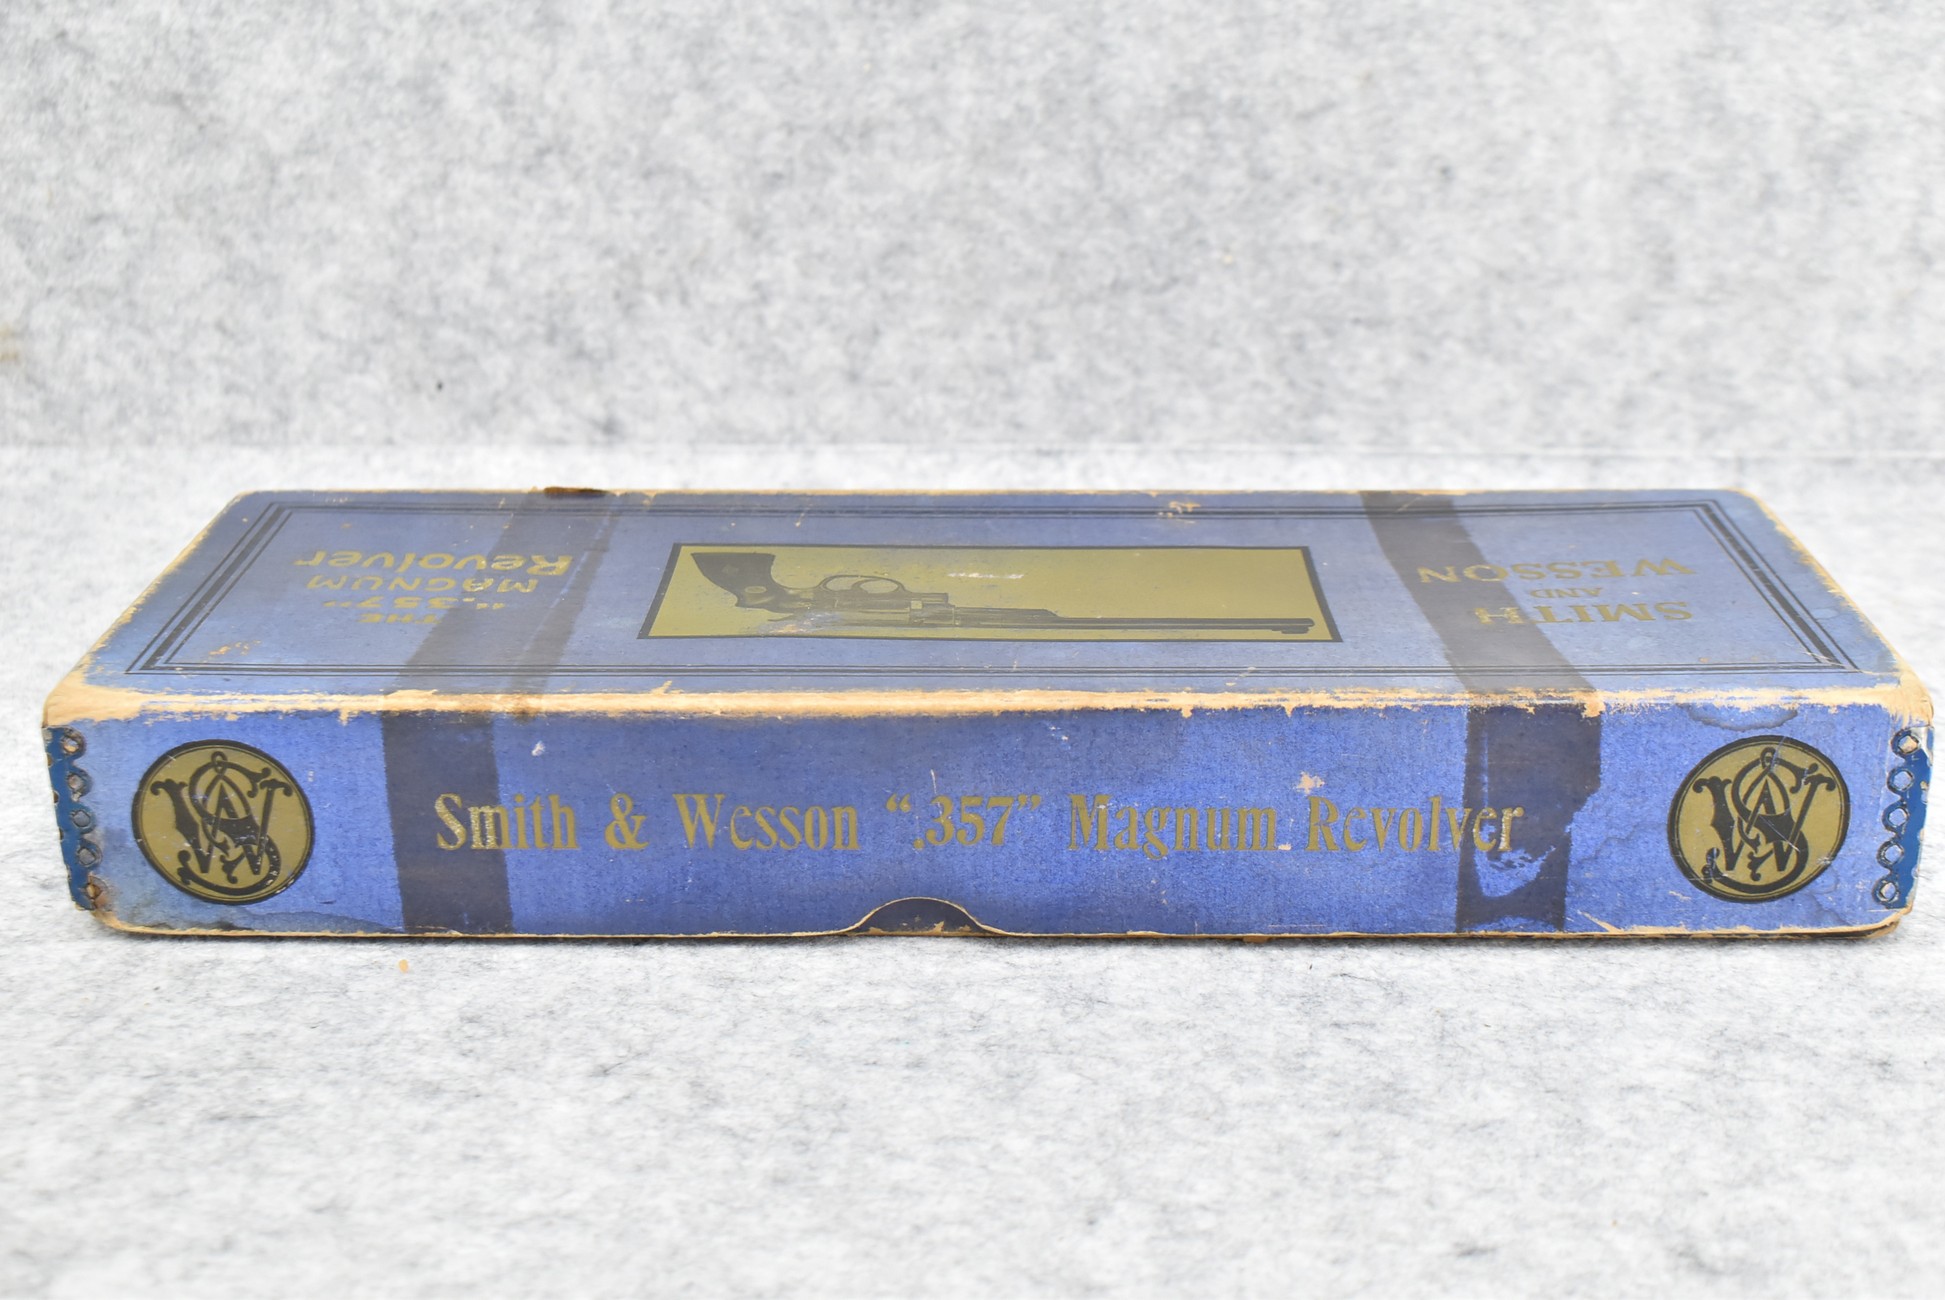 SMITH
AND
WESSON
THE
".357"
MAGNUM
Revolver
Smith & Wesson ".357" Magnum Revolver